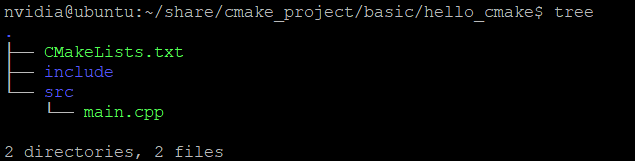 nvidia@ubuntu:~/share/cmake_project/basic/hello_cmake$ tree
.
├── CMakeLists.txt
├── include
└── src
    └── main.cpp

2 directories, 2 files